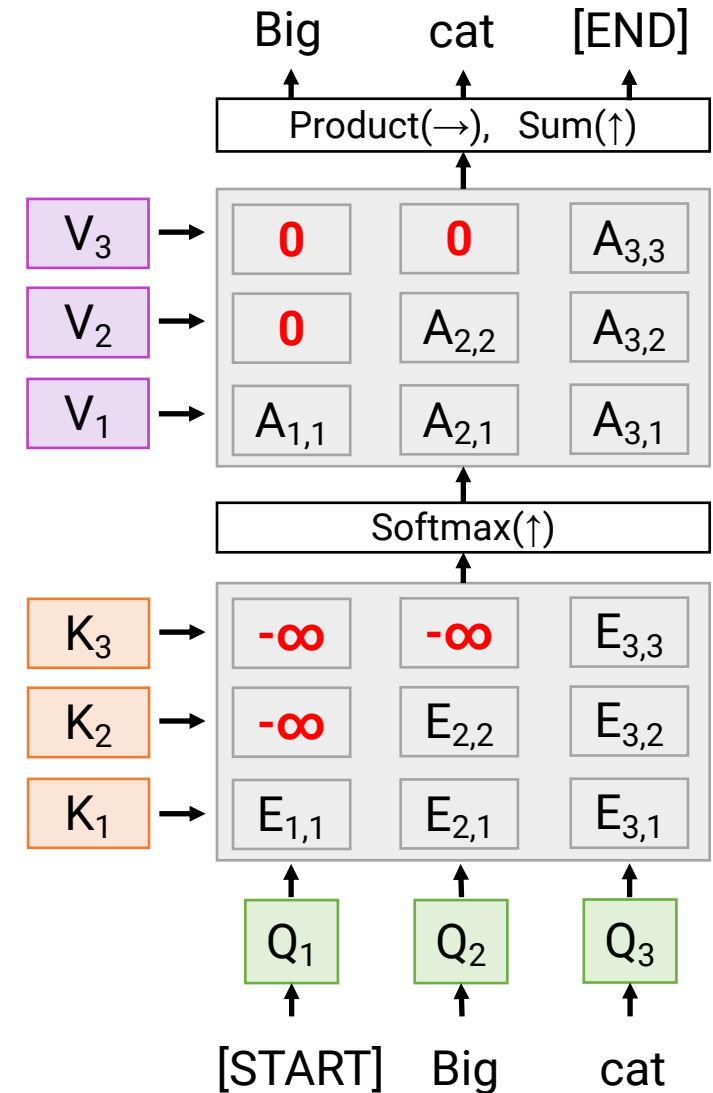 Big cat [END]
Product(→), Sum(↑)
V₃ 0 0 A₃,₃
V₂ 0 A₂,₂ A₃,₂
V₁ A₁,₁ A₂,₁ A₃,₁
Softmax(↑)
K₃ -∞ -∞ E₃,₃
K₂ -∞ E₂,₂ E₃,₂
K₁ E₁,₁ E₂,₁ E₃,₁
Q₁ Q₂ Q₃
[START] Big cat